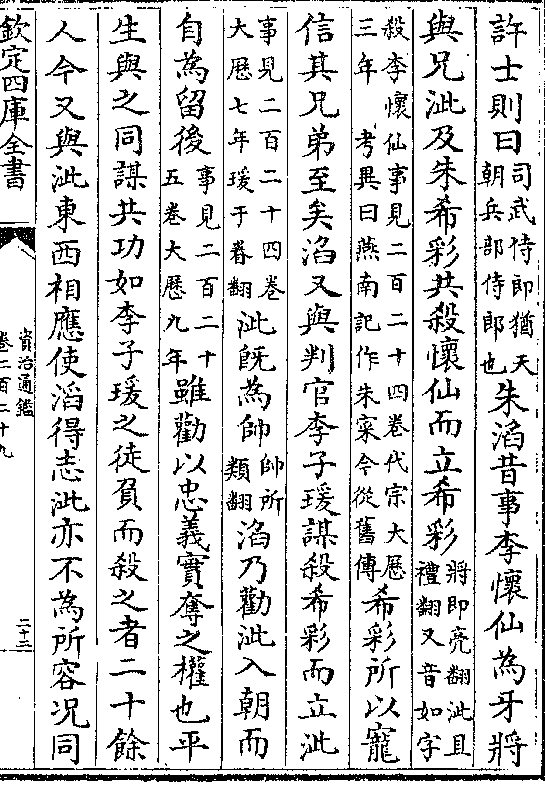 許士則曰司武侍郎猶天
朝兵部侍郎也朱滔昔事李懷仙為牙將
與兄泚及朱希彩共殺懷仙而立希彩將即亮翻泚且
禮翻又音如字
殺李懷仙事見二百二十四卷代宗大厯
三年 考異曰燕南記作朱寀今從舊傳希彩所以寵
信其兄弟至矣滔又與判官李子瑗謀殺希彩而立泚
事見二百二十四卷
大厯七年瑗于眷翻泚旣為帥帥所
類翻滔乃勸泚入朝而
自為留後事見二百二十
五卷大厯九年雖勸以忠義實奪之權也平
生與之同謀共功如李子瑗之徒負而殺之者二十餘
人今又與泚東西相應使滔得志泚亦不為所容况同
欽定四庫全書
資治通鑑
卷二百二十九
二十二